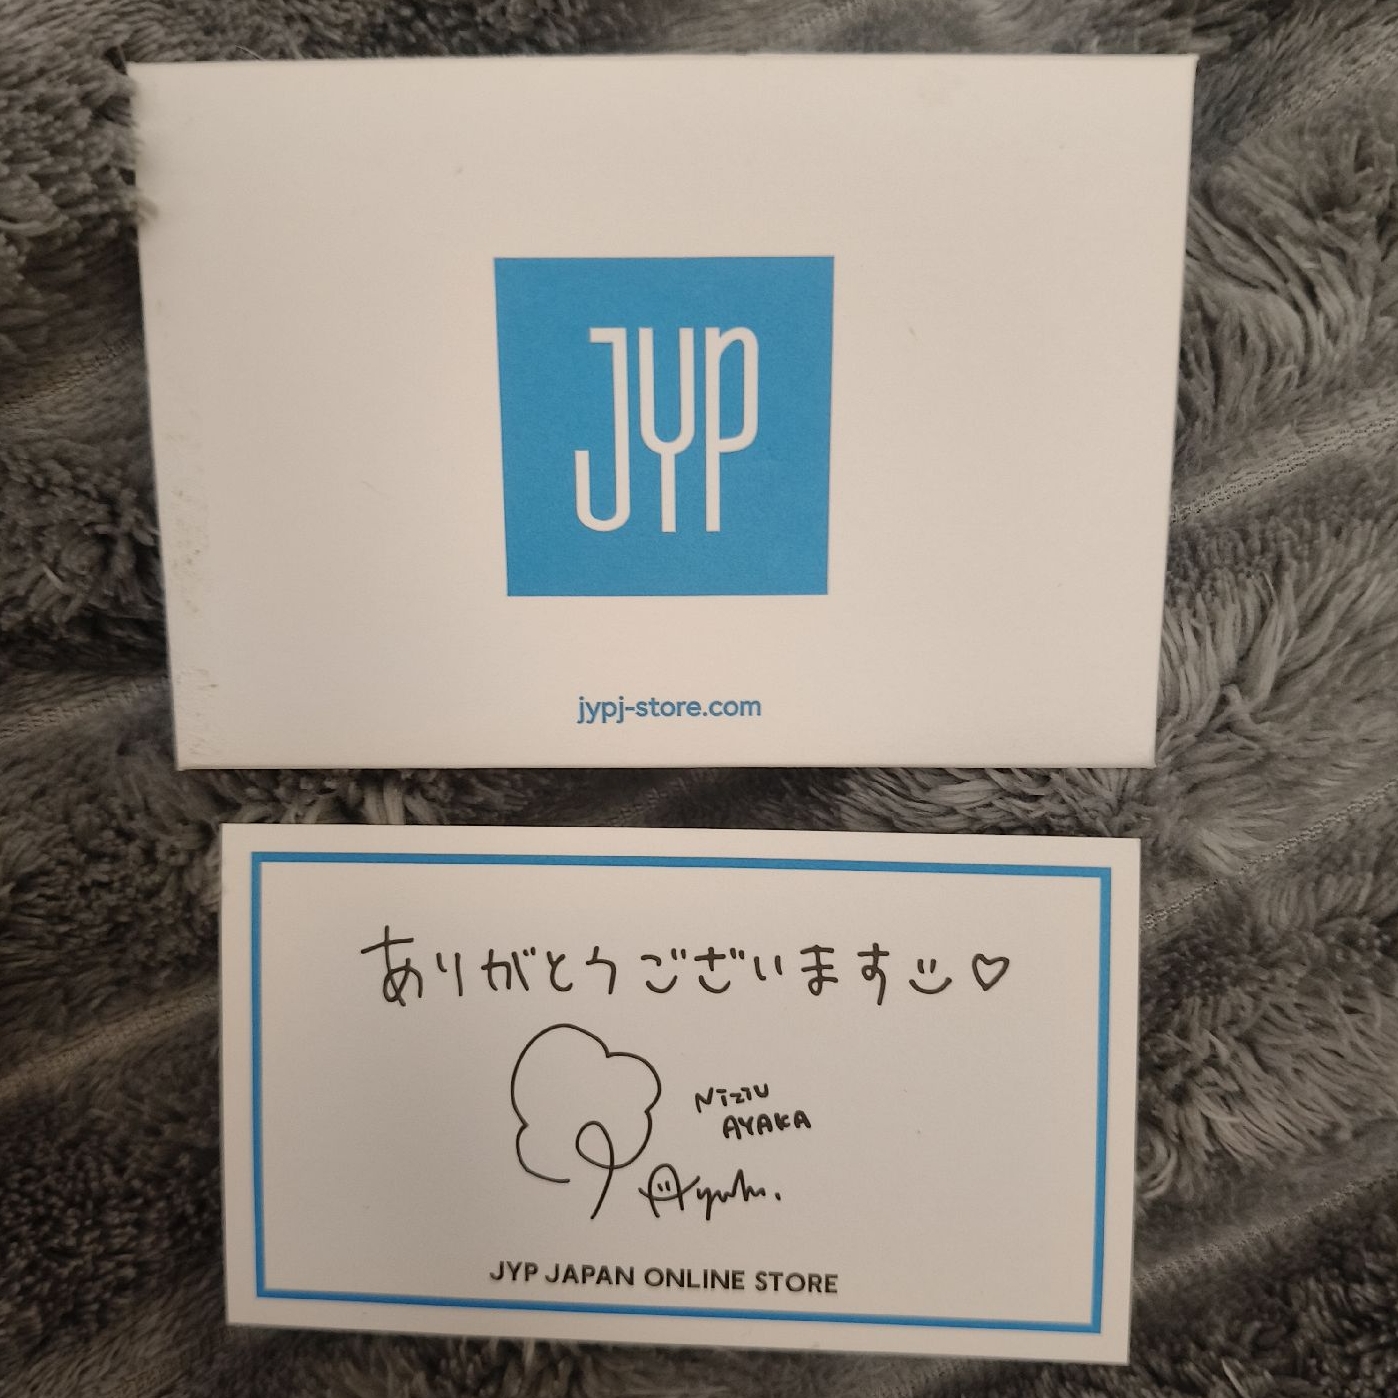 JYP
jypj-store.com
ありがとうございます
NiziU
AYAKA
JYP JAPAN ONLINE STORE